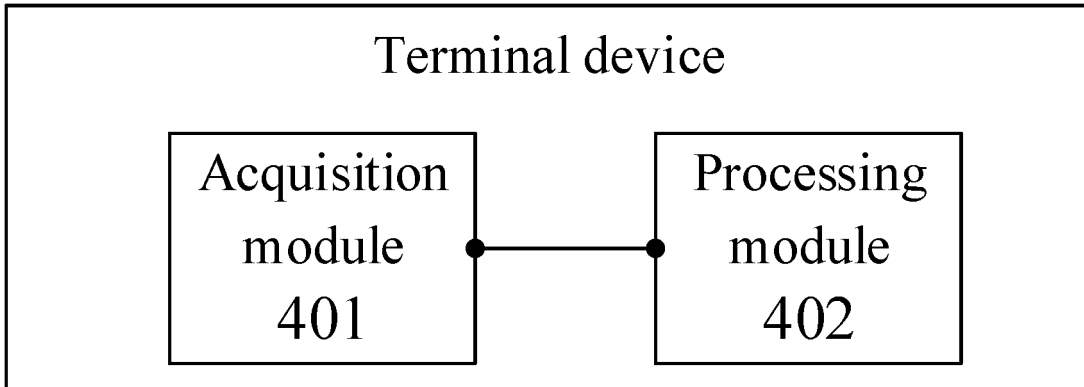 Terminal device
Acquisition
module
401
Processing
module
402